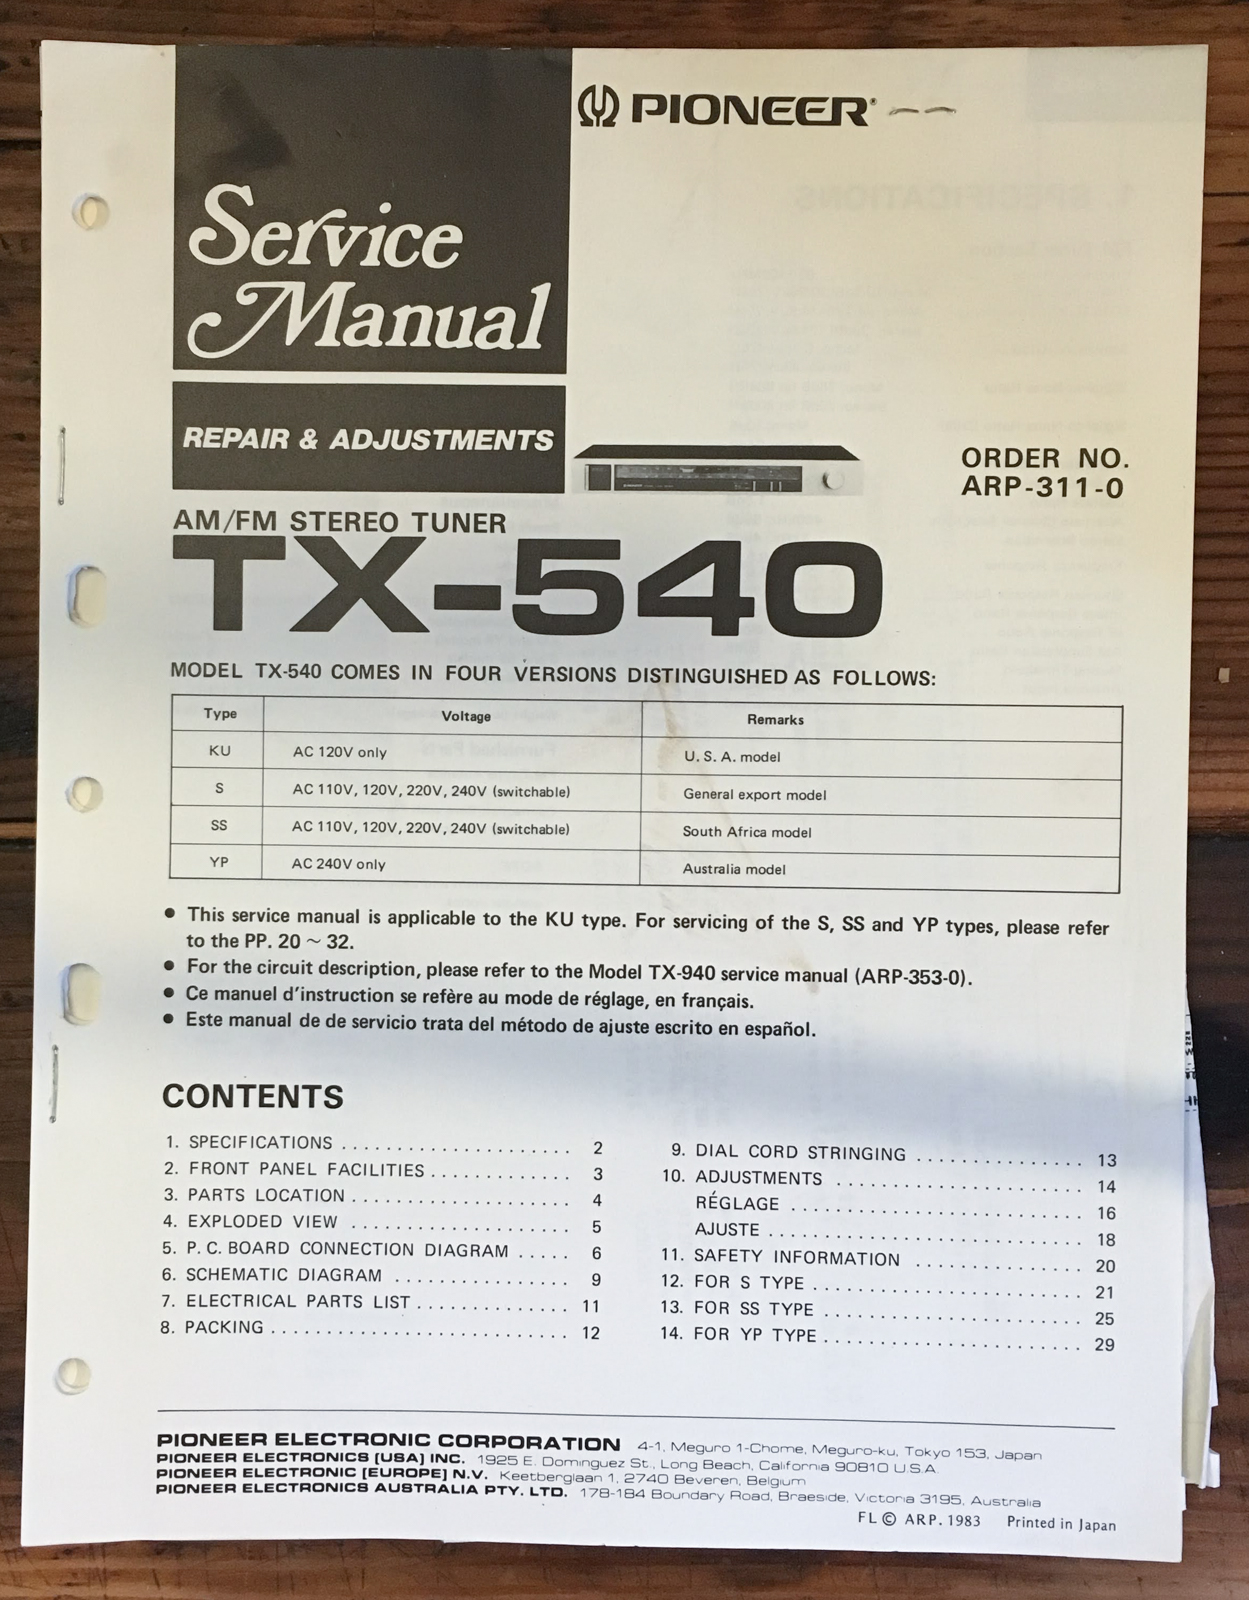 PIONEER®
Service
Manual
REPAIR & ADJUSTMENTS
ORDER NO.
ARP-311-0
AM/FM STEREO TUNER
TX-540
MODEL TX-540 COMES IN FOUR VERSIONS DISTINGUISHED AS FOLLOWS:
Type Voltage Remarks
KU AC 120V only U. S. A. model
S AC 110V, 120V, 220V, 240V (switchable) General export model
SS AC 110V, 120V, 220V, 240V (switchable) South Africa model
YP AC 240V only Australia model
● This service manual is applicable to the KU type. For servicing of the S, SS and YP types, please refer
to the PP. 20 ~ 32.
● For the circuit description, please refer to the Model TX-940 service manual (ARP-353-0).
● Ce manuel d'instruction se refère au mode de réglage, en français.
● Este manual de de servicio trata del método de ajuste escrito en español.
CONTENTS
1. SPECIFICATIONS . . . . . . . . . . . . . . . . . . . . . 2
2. FRONT PANEL FACILITIES . . . . . . . . . . . . . 3
3. PARTS LOCATION . . . . . . . . . . . . . . . . . . . . 4
4. EXPLODED VIEW . . . . . . . . . . . . . . . . . . . . 5
5. P. C. BOARD CONNECTION DIAGRAM . . . . . 6
6. SCHEMATIC DIAGRAM . . . . . . . . . . . . . . . . 9
7. ELECTRICAL PARTS LIST . . . . . . . . . . . . . . 11
8. PACKING . . . . . . . . . . . . . . . . . . . . . . . . . . . 12
9. DIAL CORD STRINGING . . . . . . . . . . . . . . . 13
10. ADJUSTMENTS . . . . . . . . . . . . . . . . . . . . . . . 14
RÉGLAGE . . . . . . . . . . . . . . . . . . . . . . . . . . . 16
AJUSTE . . . . . . . . . . . . . . . . . . . . . . . . . . . . . 18
11. SAFETY INFORMATION . . . . . . . . . . . . . . . 20
12. FOR S TYPE . . . . . . . . . . . . . . . . . . . . . . . . . 21
13. FOR SS TYPE . . . . . . . . . . . . . . . . . . . . . . . . 25
14. FOR YP TYPE . . . . . . . . . . . . . . . . . . . . . . . . 29
PIONEER ELECTRONIC CORPORATION 4-1, Meguro 1-Chome, Meguro-ku, Tokyo 153, Japan
PIONEER ELECTRONICS [USA] INC. 1925 E. Dominguez St., Long Beach, California 90810 U.S.A.
PIONEER ELECTRONIC [EUROPE] N.V. Keetberglaan 1, 2740 Beveren, Belgium
PIONEER ELECTRONICS AUSTRALIA PTY. LTD. 178-184 Boundary Road, Braeside, Victoria 3195, Australia
FL © ARP. 1983 Printed in Japan